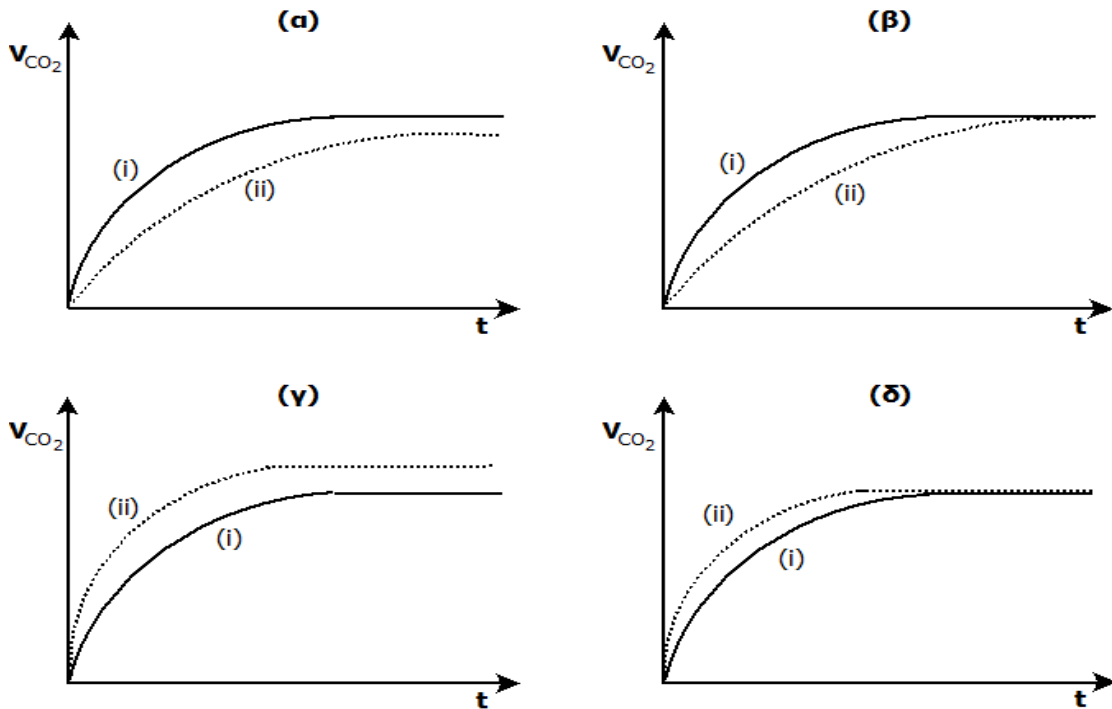 (α)
V_CO₂
(i)
(ii)
t
(β)
V_CO₂
(i)
(ii)
t
(γ)
V_CO₂
(ii)
(i)
t
(δ)
V_CO₂
(ii)
(i)
t